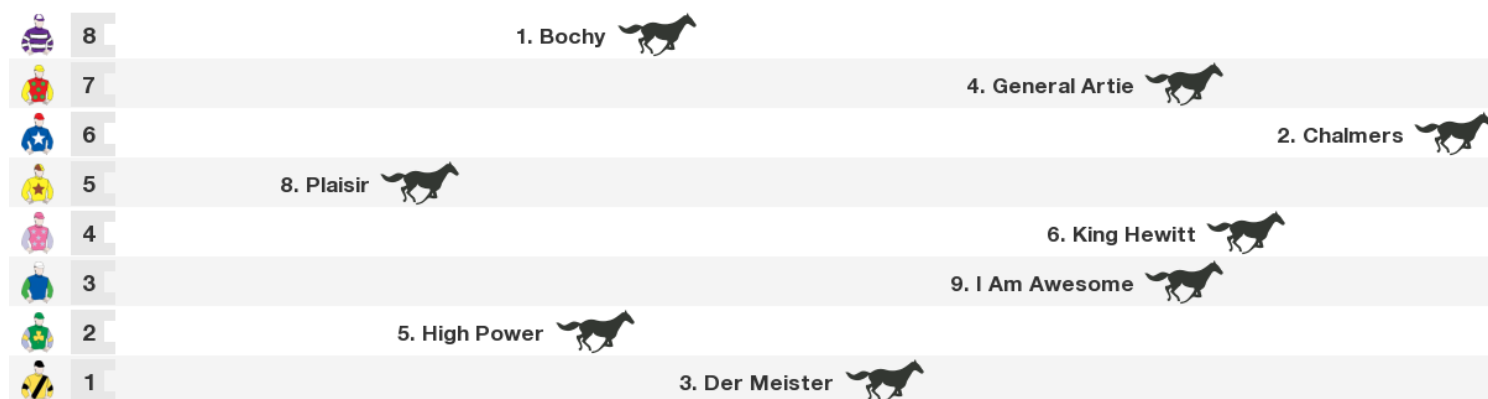 8 1. Bochy
7 4. General Artie
6 2. Chalmers
5 8. Plaisir
4 6. King Hewitt
3 9. I Am Awesome
2 5. High Power
1 3. Der Meister